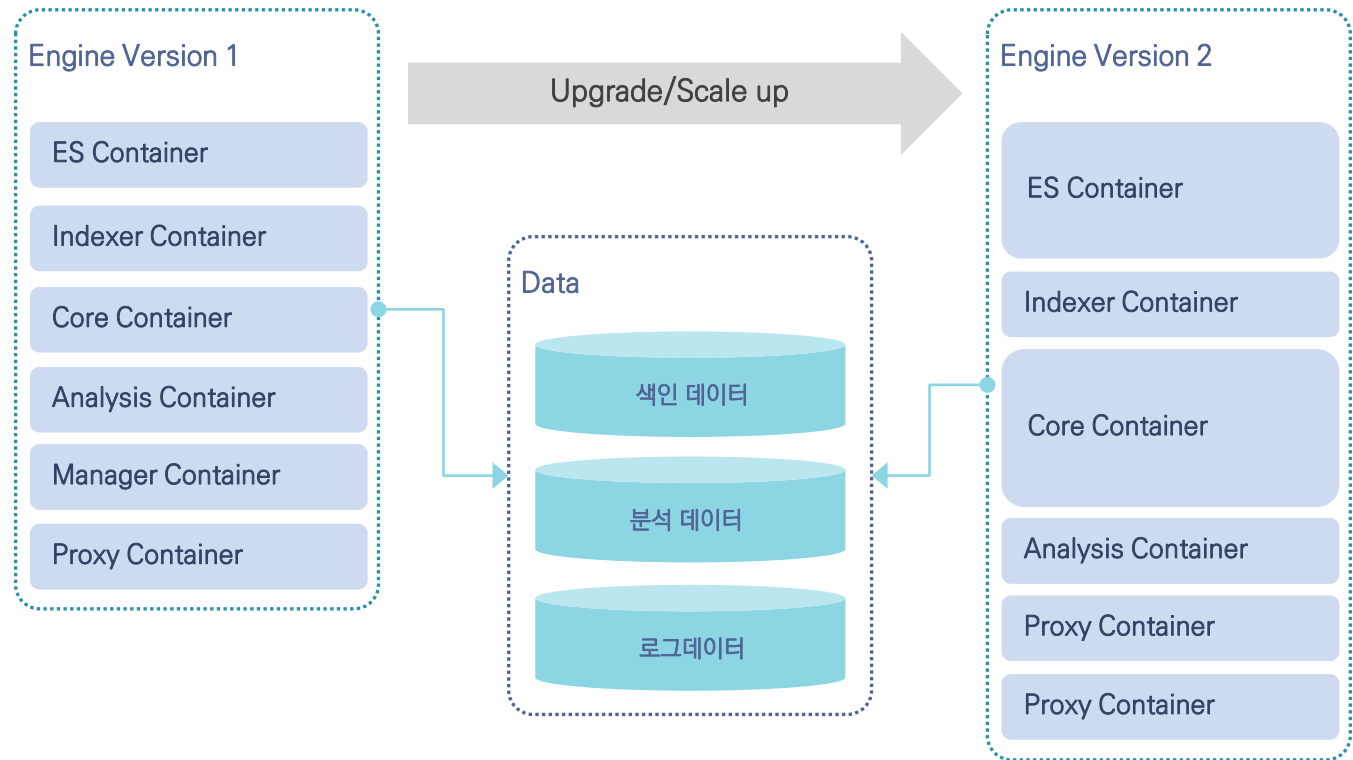 Engine Version 1
ES Container
Indexer Container
Core Container
Analysis Container
Manager Container
Proxy Container
Upgrade/Scale up
Data
색인 데이터
분석 데이터
로그데이터
Engine Version 2
ES Container
Indexer Container
Core Container
Analysis Container
Proxy Container
Proxy Container